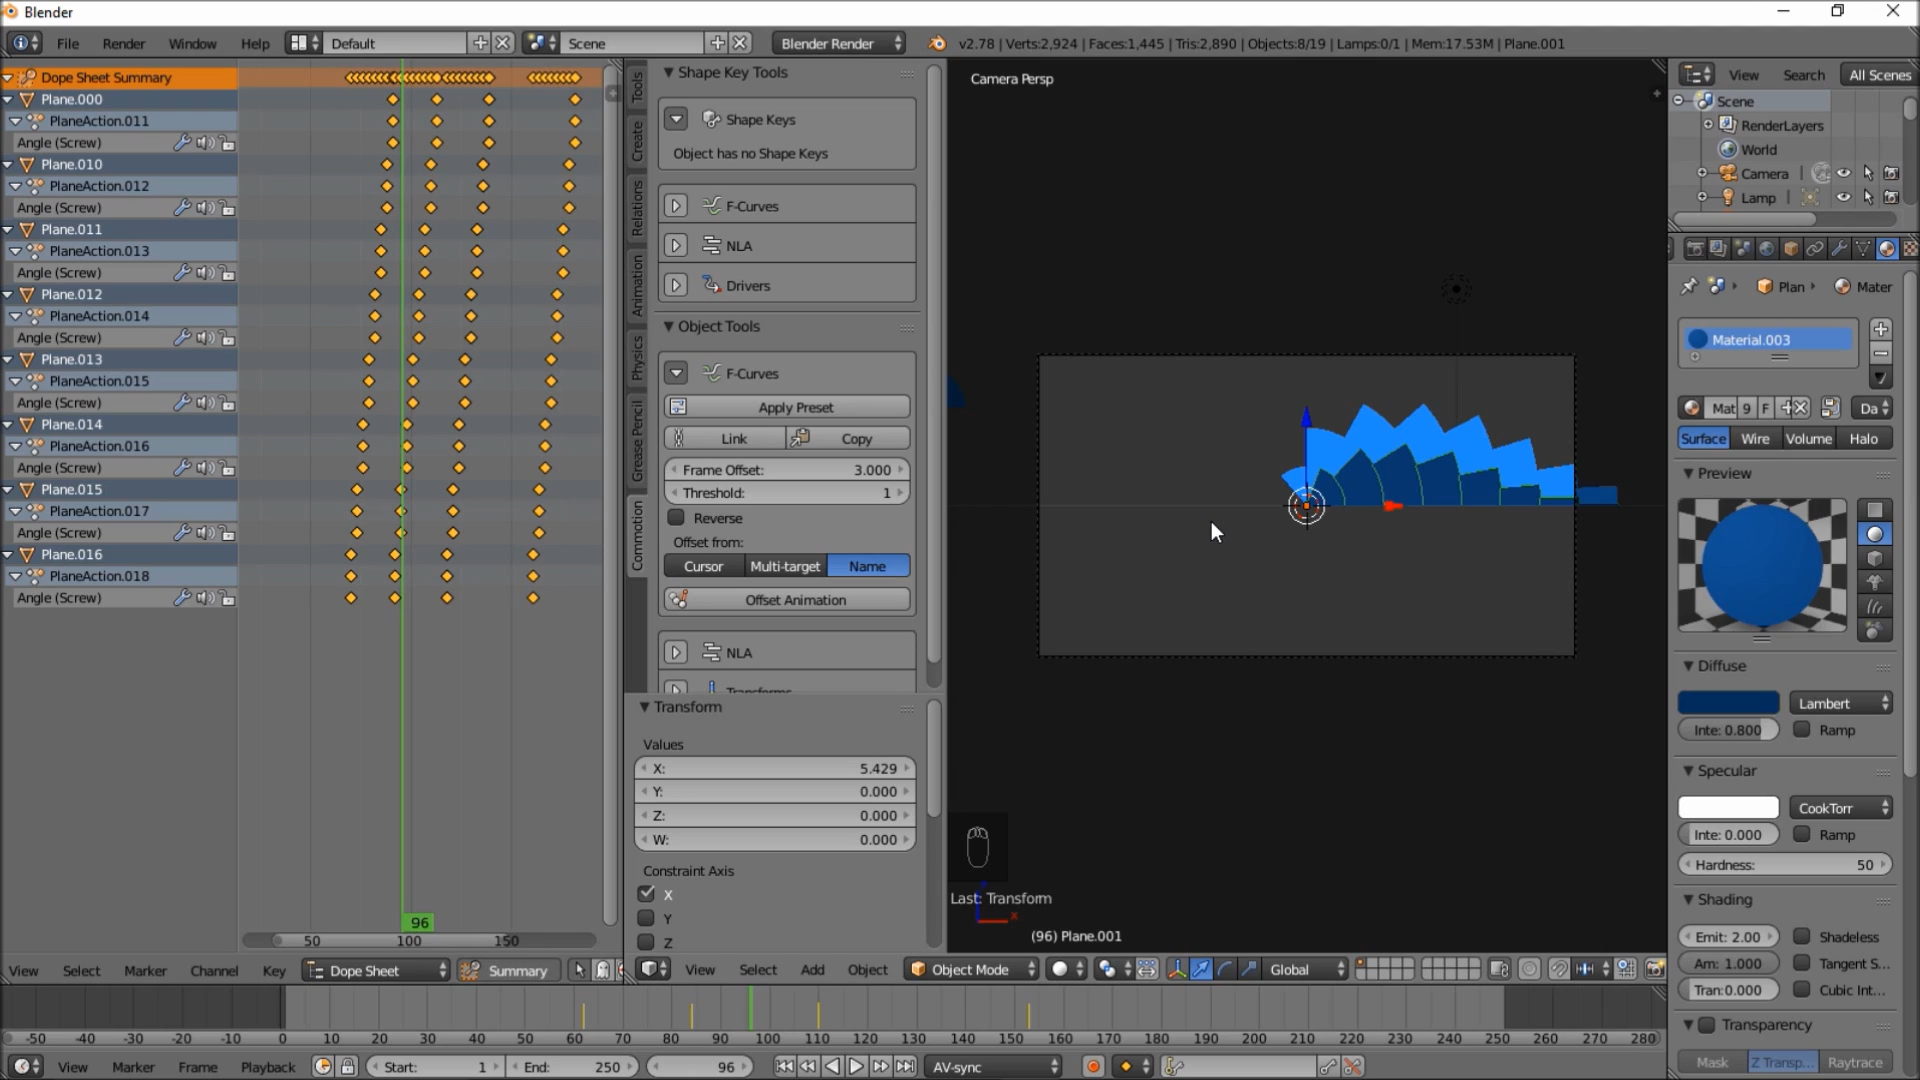 Blender
File Render Window Help Default Scene Blender Render v2.78 | Verts:2,924 | Faces:1,445 | Tris:2,890 | Objects:8/19 | Lamps:0/1 | Mem:17.53M | Plane.001
Dope Sheet Summary
Plane.000
PlaneAction.011
Angle (Screw)
Plane.010
PlaneAction.012
Angle (Screw)
Plane.011
PlaneAction.013
Angle (Screw)
Plane.012
PlaneAction.014
Angle (Screw)
Plane.013
PlaneAction.015
Angle (Screw)
Plane.014
PlaneAction.016
Angle (Screw)
Plane.015
PlaneAction.017
Angle (Screw)
Plane.016
PlaneAction.018
Angle (Screw)
96
50 100 150
View Select Marker Channel Key Dope Sheet Summary
Tools
Create
Relations
Animation
Physics
Grease Pencil
Commotion
Shape Key Tools
Shape Keys
Object has no Shape Keys
F-Curves
NLA
Drivers
Object Tools
F-Curves
Apply Preset
Link Copy
Frame Offset: 3.000
Threshold: 1
Reverse
Offset from:
Cursor Multi-target Name
Offset Animation
NLA
Transforms
Transform
Values
X: 5.429
Y: 0.000
Z: 0.000
W: 0.000
Constraint Axis
X
Y
Z
Camera Persp
Last: Transform
x
(96) Plane.001
View Select Add Object Object Mode Global
View Search All Scenes
Scene
RenderLayers
World
Camera
Lamp
Plan Mater
Material.003
Mat 9 F Da
Surface Wire Volume Halo
Preview
Diffuse
Lambert
Inte: 0.800 Ramp
Specular
CookTorr
Inte: 0.000 Ramp
Hardness: 50
Shading
Emit: 2.00 Shadeless
Am: 1.000 Tangent S...
Tran:0.000 Cubic Int...
Transparency
Mask Z Transp... Raytrace
-50 -40 -30 -20 -10 0 10 20 30 40 50 60 70 80 90 100 110 120 130 140 150 160 170 180 190 200 210 220 230 240 250 260 270 280
View Marker Frame Playback Start: 1 End: 250 96 AV-sync